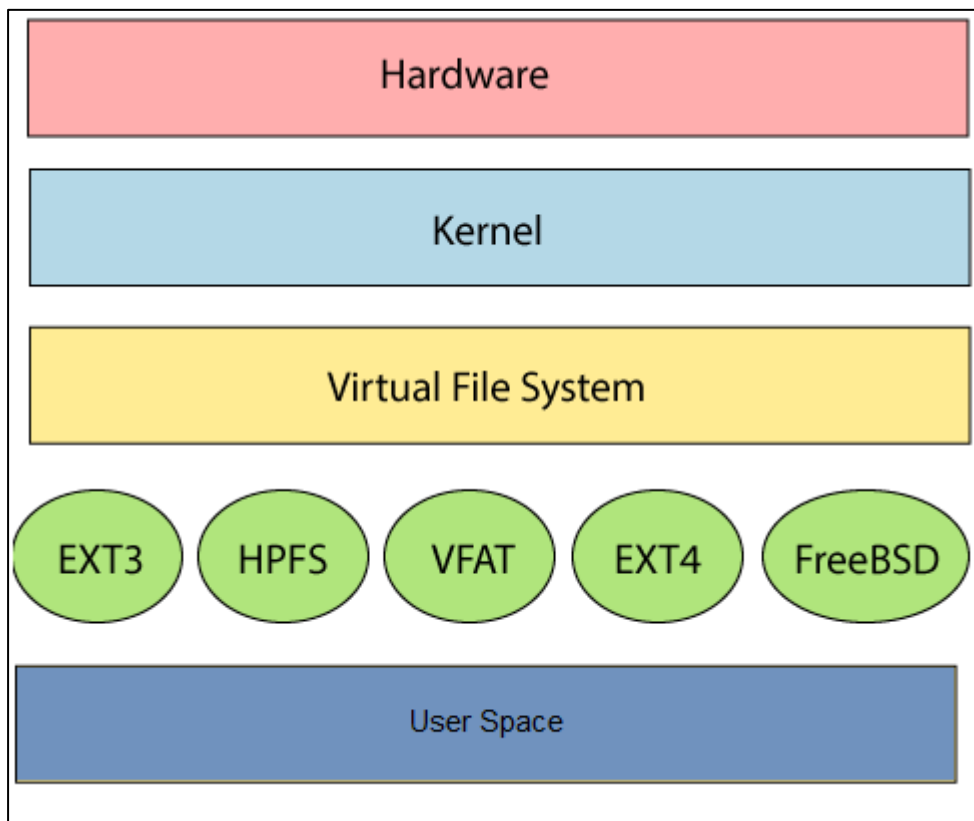 Hardware
Kernel
Virtual File System
EXT3 HPFS VFAT EXT4 FreeBSD
User Space